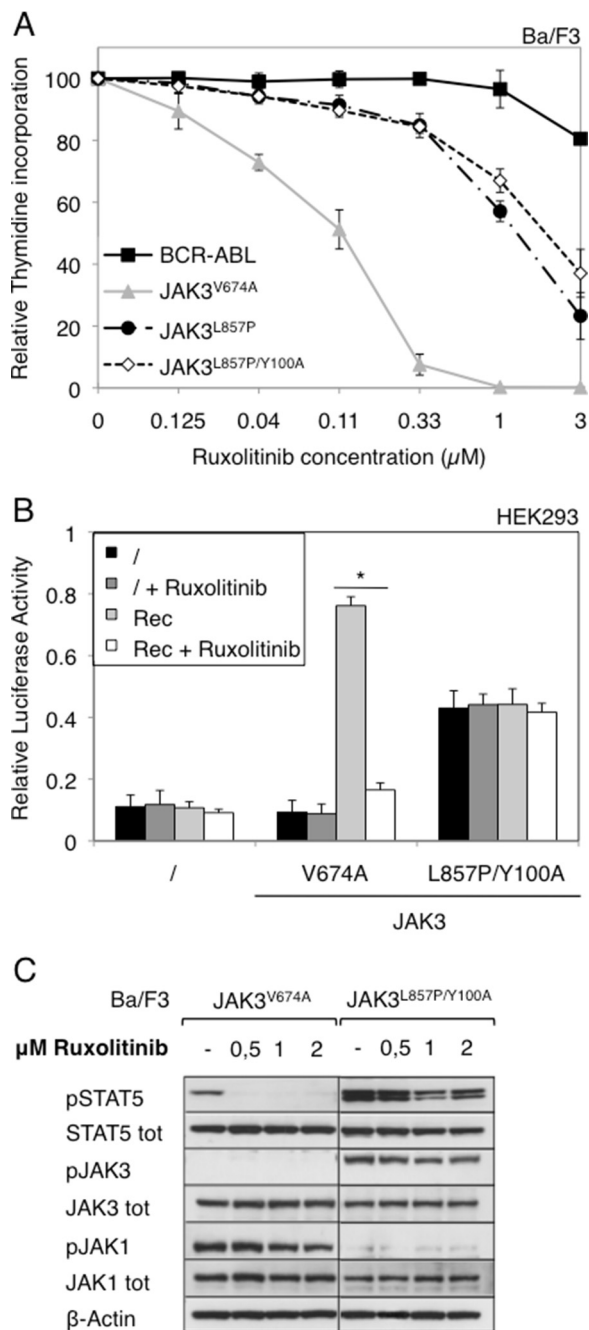 A
Ba/F3
Relative Thymidine incorporation
100
80
60
40
20
0
BCR-ABL
JAK3V674A
JAK3L857P
JAK3L857P/Y100A
0 0.125 0.04 0.11 0.33 1 3
Ruxolitinib concentration (µM)
B
HEK293
Relative Luciferase Activity
1
0.8
0.6
0.4
0.2
0
/
/ + Ruxolitinib
Rec
Rec + Ruxolitinib
*
/ V674A L857P/Y100A
JAK3
C
Ba/F3 JAK3V674A JAK3L857P/Y100A
µM Ruxolitinib - 0,5 1 2 - 0,5 1 2
pSTAT5
STAT5 tot
pJAK3
JAK3 tot
pJAK1
JAK1 tot
β-Actin